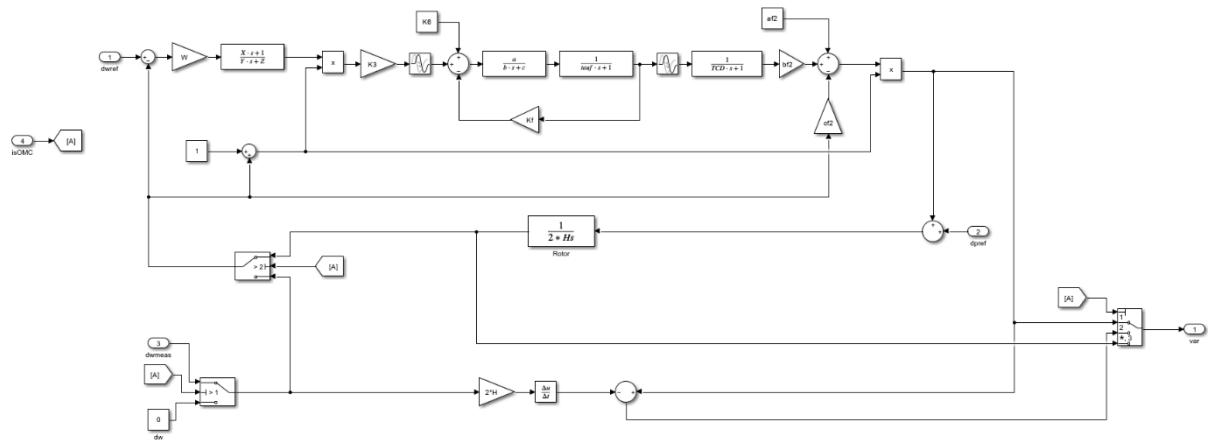 K6
af2
1
dwref
W
X·s+1
Y·s+Z
x
K3
a
b·s+c
1
tauf·s+1
1
TCD·s+1
bf2
x
Kf
cf2
4
isOMC
[A]
1
1
2∗Hs
Rotor
2
dpref
> 2
[A]
[A]
1
2
*, 3
1
var
3
dwmeas
[A]
> 1
0
dw
2*H
Δu
Δt